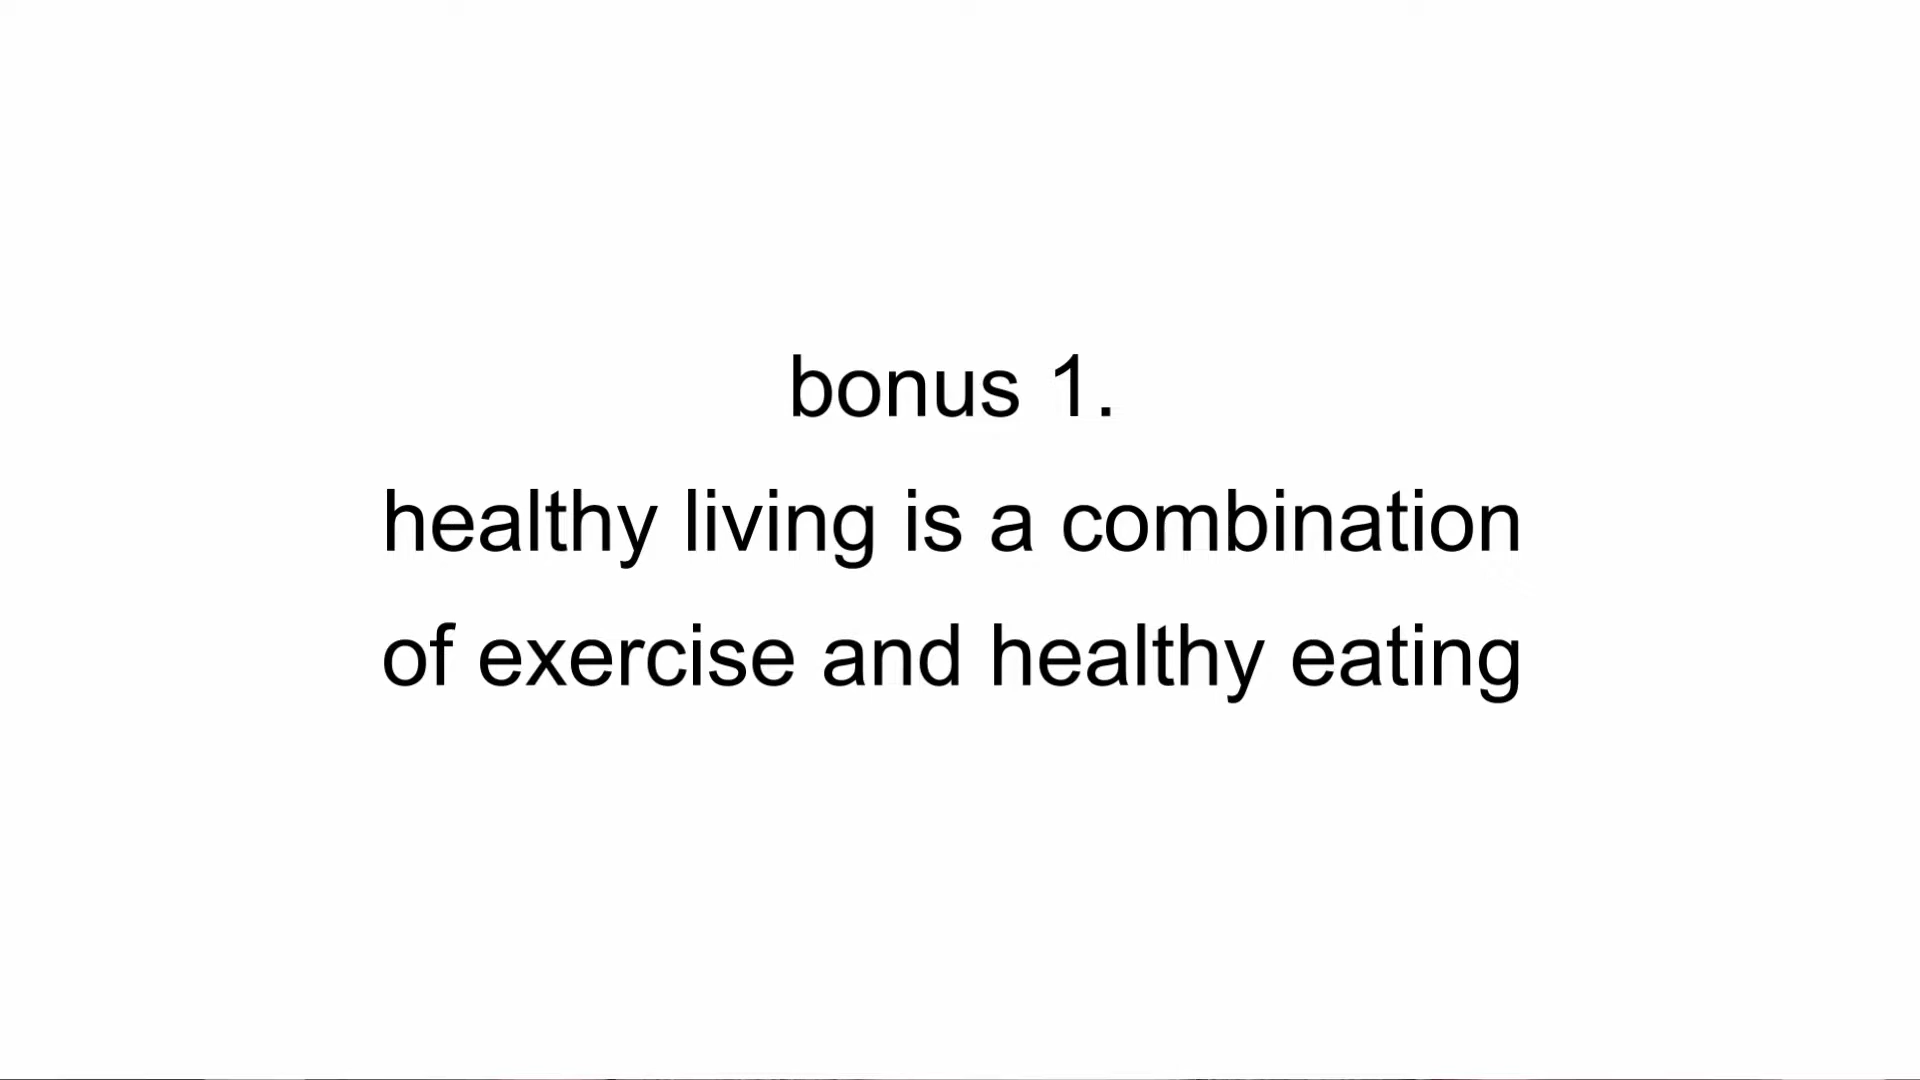 bonus 1.
healthy living is a combination
of exercise and healthy eating